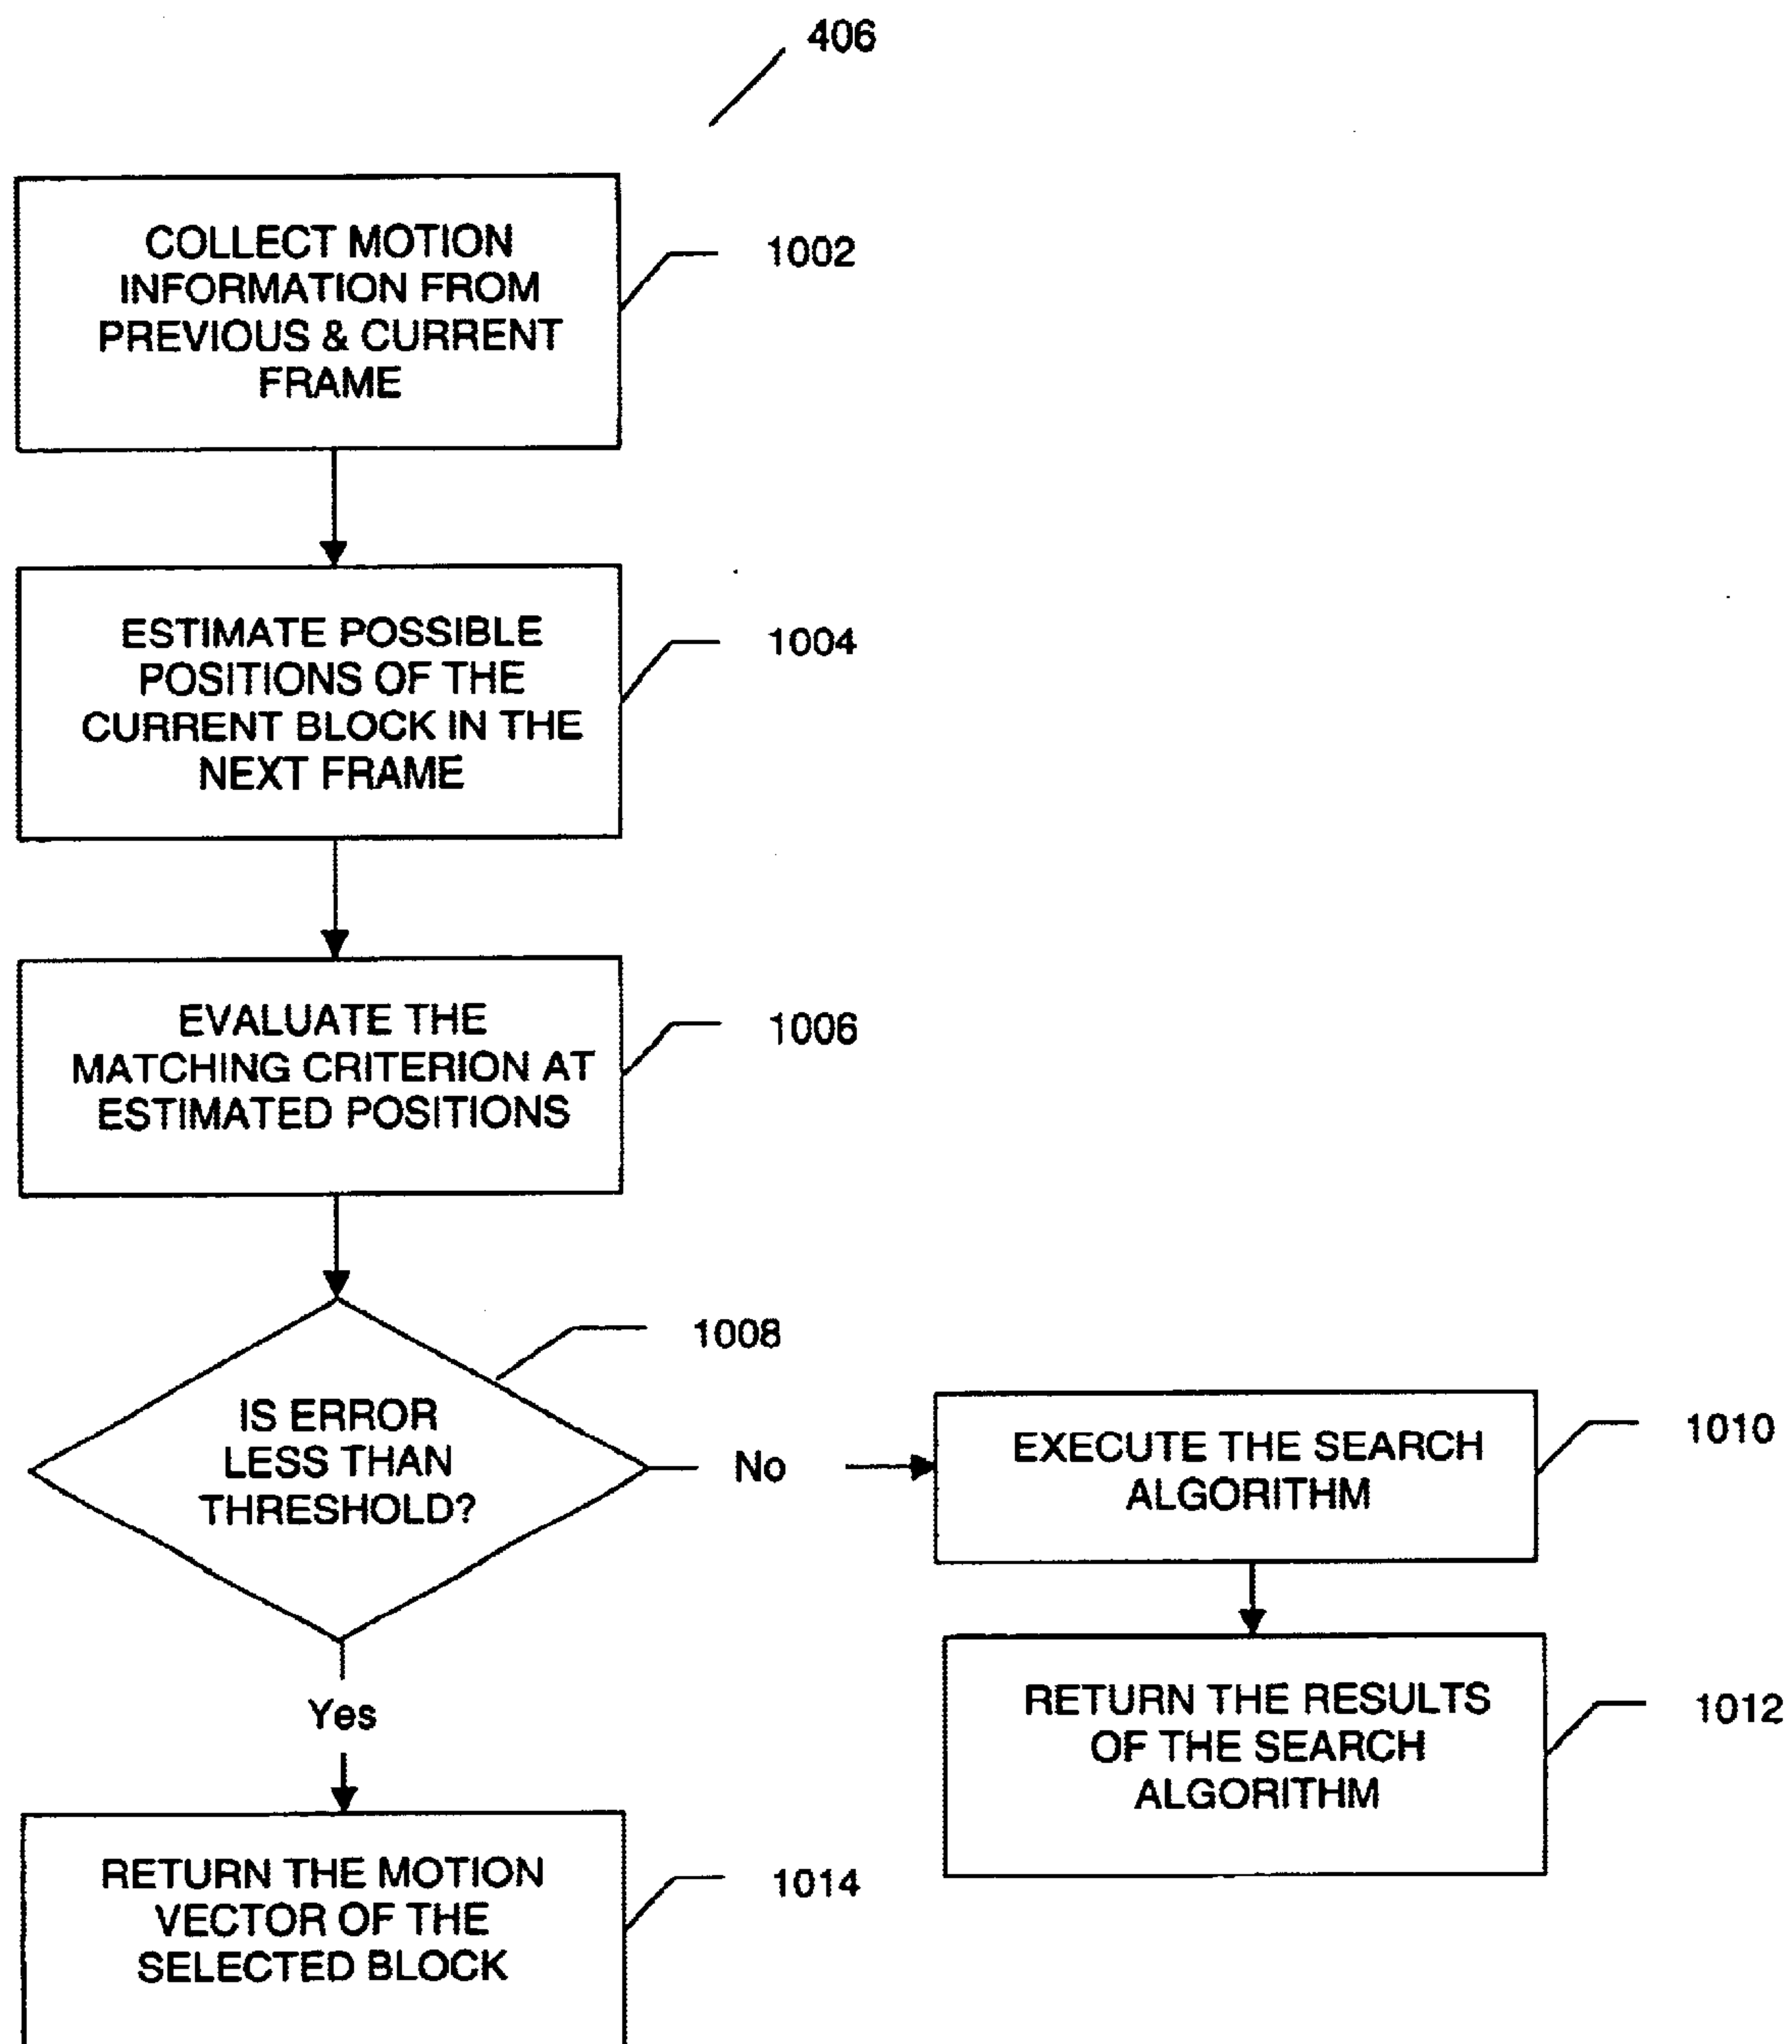 406
COLLECT MOTION
INFORMATION FROM
PREVIOUS & CURRENT
FRAME
1002
ESTIMATE POSSIBLE
POSITIONS OF THE
CURRENT BLOCK IN THE
NEXT FRAME
1004
EVALUATE THE
MATCHING CRITERION AT
ESTIMATED POSITIONS
1006
IS ERROR
LESS THAN
THRESHOLD?
1008
No
EXECUTE THE SEARCH
ALGORITHM
1010
RETURN THE RESULTS
OF THE SEARCH
ALGORITHM
1012
Yes
RETURN THE MOTION
VECTOR OF THE
SELECTED BLOCK
1014